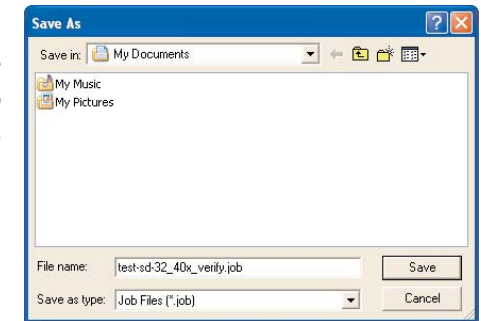 Save As
Save in: My Documents
My Music
My Pictures
File name: test-sd-32_40x_verify.job Save
Save as type: Job Files (*.job) Cancel